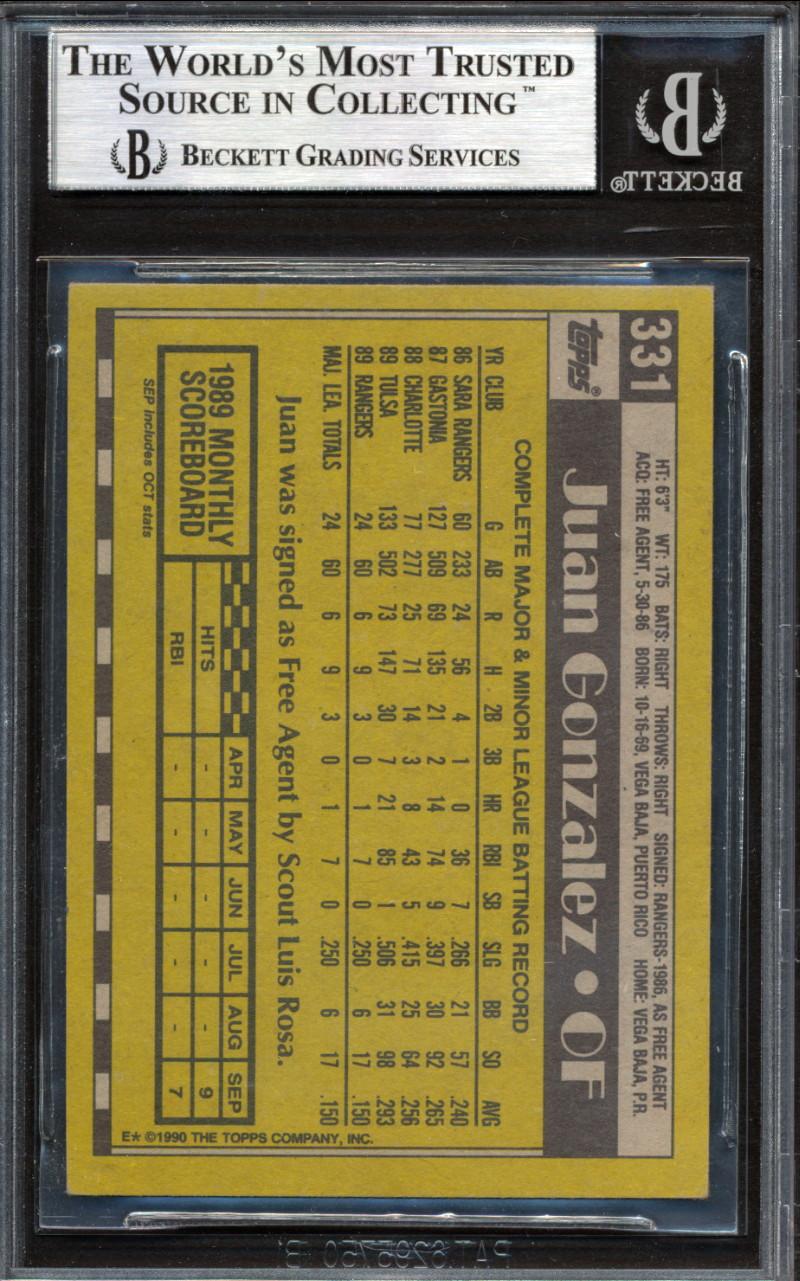 THE WORLD'S MOST TRUSTED
SOURCE IN COLLECTING™
B BECKETT GRADING SERVICES
B
BECKETT®
331
HT: 6'3" WT: 175 BATS: RIGHT THROWS: RIGHT SIGNED: RANGERS-1986, AS FREE AGENT
ACQ: FREE AGENT, 5-30-86 BORN: 10-16-69, VEGA BAJA, PUERTO RICO HOME: VEGA BAJA, P.R.
topps® Juan Gonzalez • OF
COMPLETE MAJOR & MINOR LEAGUE BATTING RECORD
YR CLUB G AB R H 2B 3B HR RBI SB SLG BB SO AVG
86 SARA RANGERS 60 233 24 56 4 1 0 36 7 .266 21 57 .240
87 GASTONIA 127 509 69 135 21 2 14 74 9 .397 30 92 .265
88 CHARLOTTE 77 277 25 71 14 3 8 43 5 .415 25 64 .256
89 TULSA 133 502 73 147 30 7 21 85 1 .506 31 98 .293
89 RANGERS 24 60 6 9 3 0 1 7 0 .250 6 17 .150
MAJ. LEA. TOTALS 24 60 6 9 3 0 1 7 0 .250 6 17 .150
Juan was signed as Free Agent by Scout Luis Rosa.
1989 MONTHLY
SCOREBOARD
APR MAY JUN JUL AUG SEP
HITS - - - - - 9
RBI - - - - - 7
SEP includes OCT stats
E* ©1990 THE TOPPS COMPANY, INC.